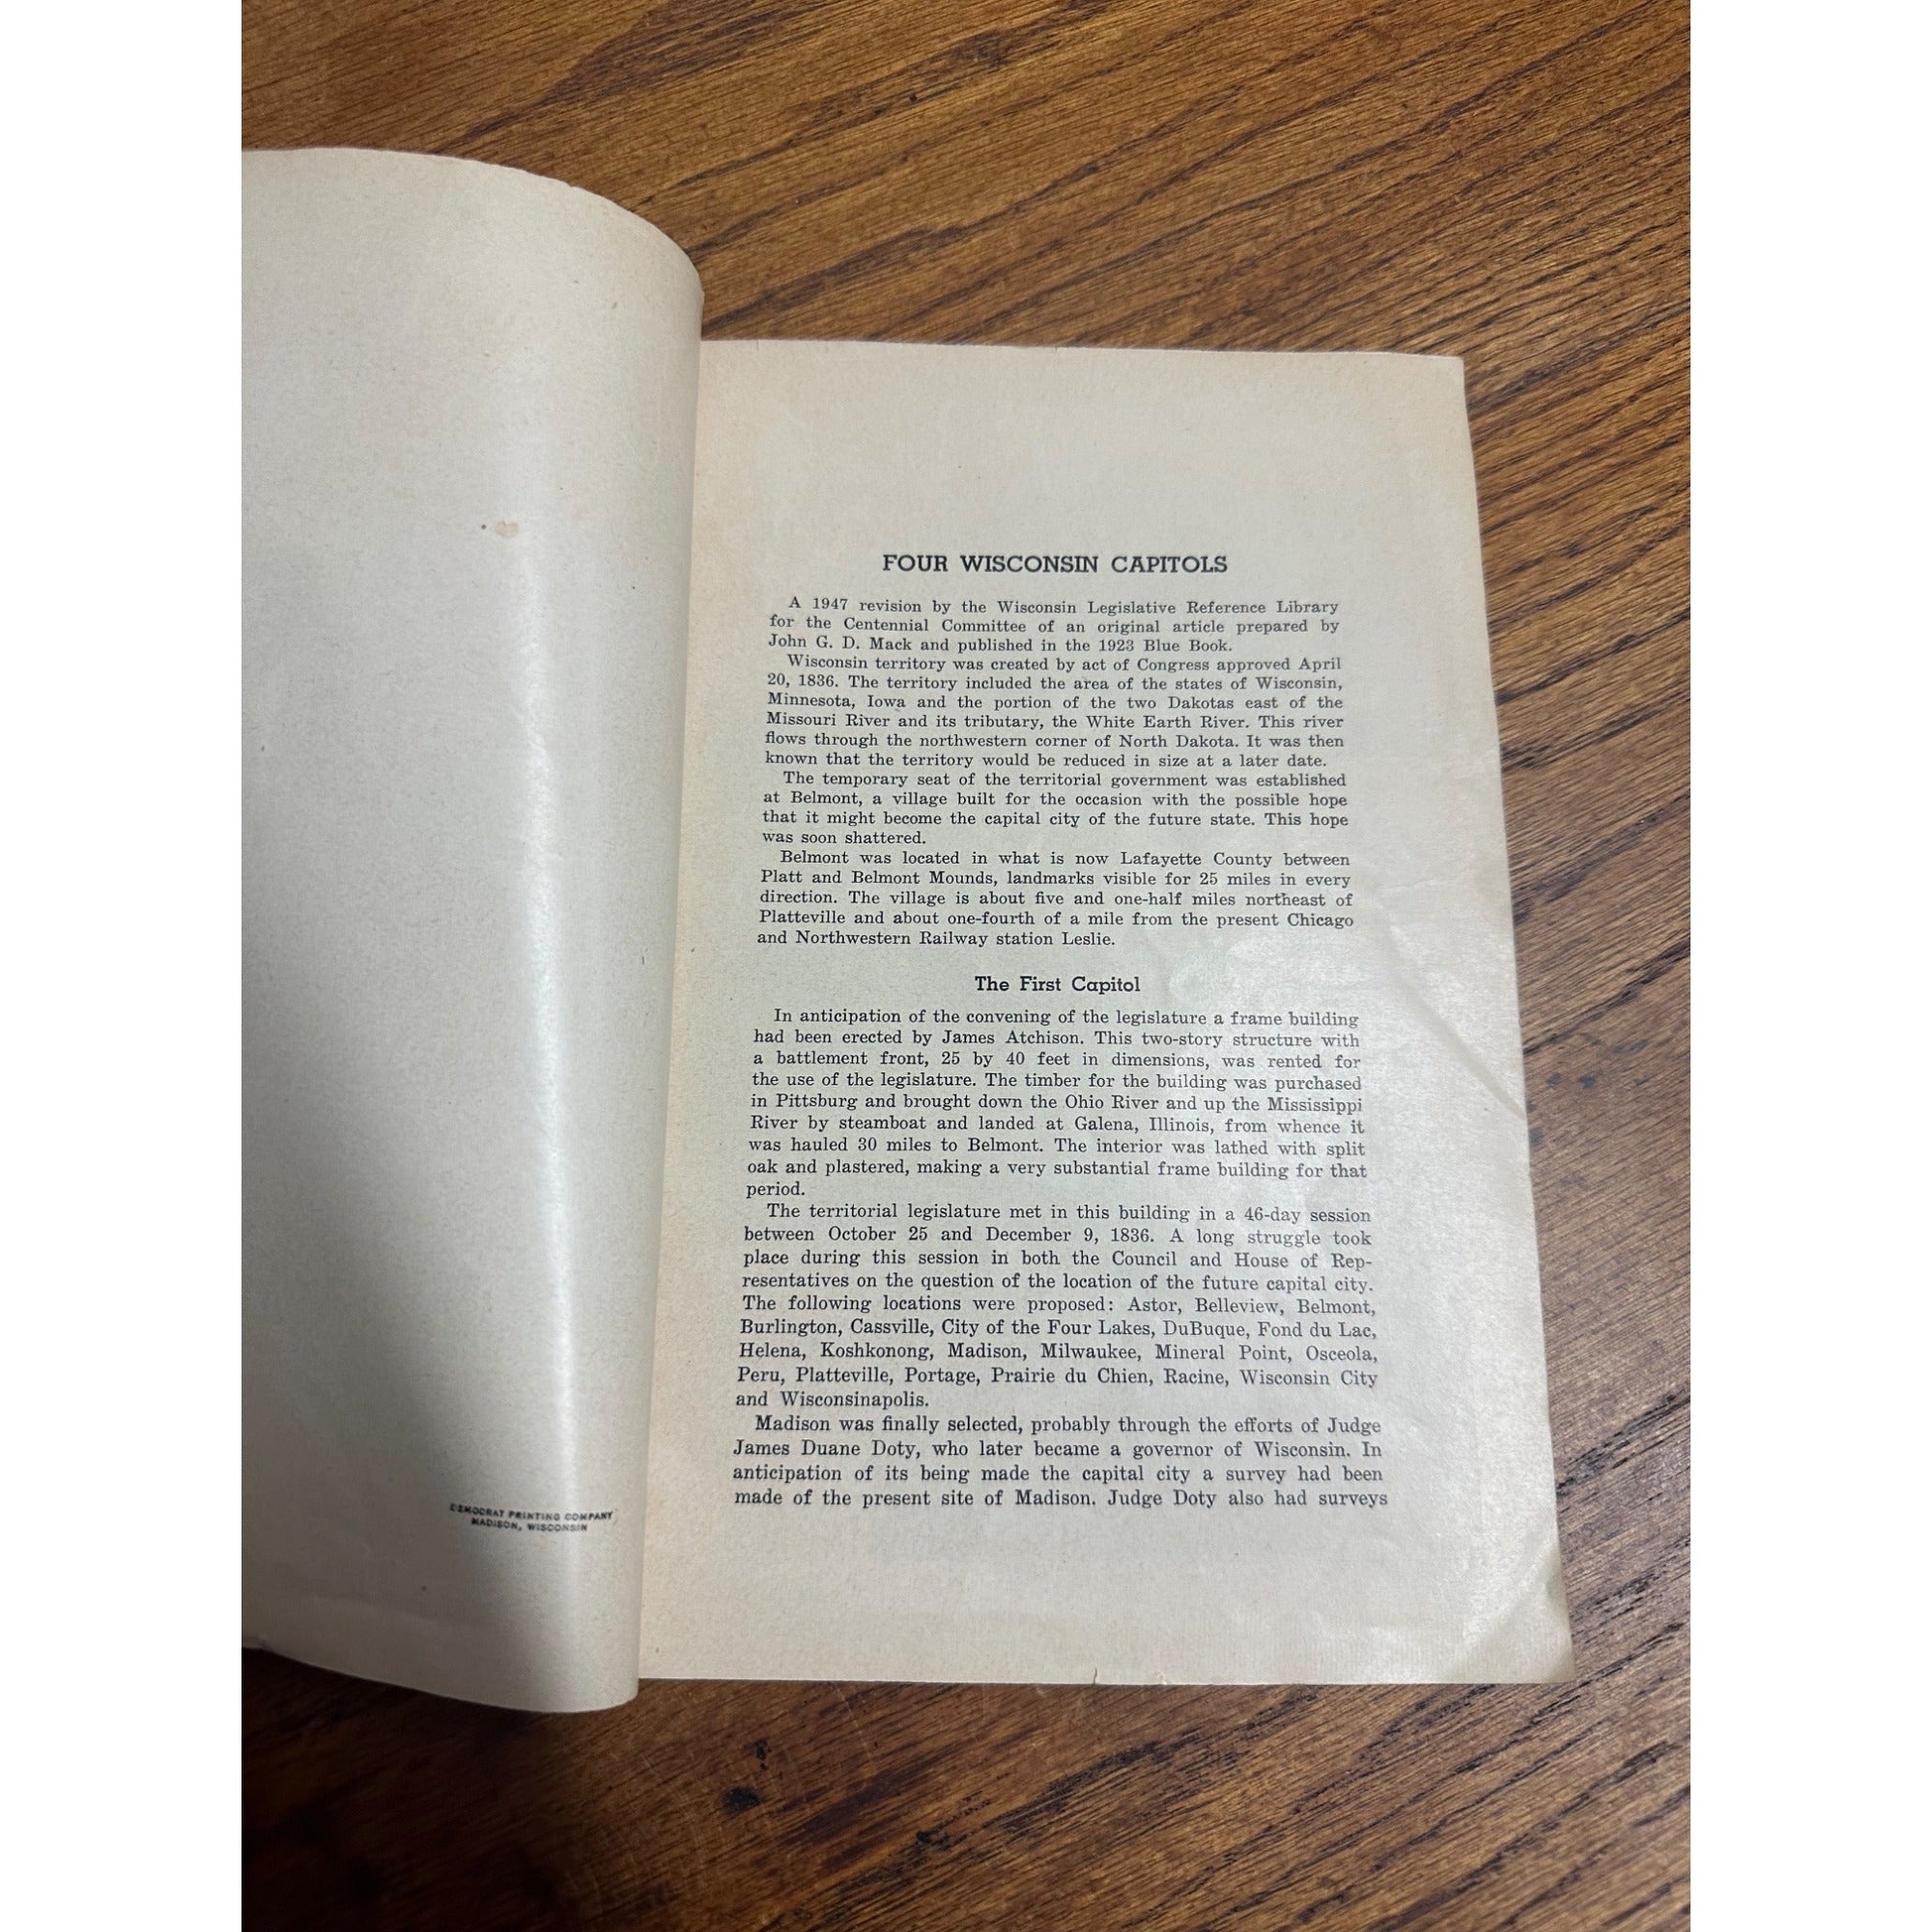 DEMOCRAT PRINTING COMPANY
MADISON, WISCONSIN
FOUR WISCONSIN CAPITOLS
A 1947 revision by the Wisconsin Legislative Reference Library
for the Centennial Committee of an original article prepared by
John G. D. Mack and published in the 1923 Blue Book.
Wisconsin territory was created by act of Congress approved April
20, 1836. The territory included the area of the states of Wisconsin,
Minnesota, Iowa and the portion of the two Dakotas east of the
Missouri River and its tributary, the White Earth River. This river
flows through the northwestern corner of North Dakota. It was then
known that the territory would be reduced in size at a later date.
The temporary seat of the territorial government was established
at Belmont, a village built for the occasion with the possible hope
that it might become the capital city of the future state. This hope
was soon shattered.
Belmont was located in what is now Lafayette County between
Platt and Belmont Mounds, landmarks visible for 25 miles in every
direction. The village is about five and one-half miles northeast of
Platteville and about one-fourth of a mile from the present Chicago
and Northwestern Railway station Leslie.
The First Capitol
In anticipation of the convening of the legislature a frame building
had been erected by James Atchison. This two-story structure with
a battlement front, 25 by 40 feet in dimensions, was rented for
the use of the legislature. The timber for the building was purchased
in Pittsburg and brought down the Ohio River and up the Mississippi
River by steamboat and landed at Galena, Illinois, from whence it
was hauled 30 miles to Belmont. The interior was lathed with split
oak and plastered, making a very substantial frame building for that
period.
The territorial legislature met in this building in a 46-day session
between October 25 and December 9, 1836. A long struggle took
place during this session in both the Council and House of Rep-
resentatives on the question of the location of the future capital city.
The following locations were proposed: Astor, Belleview, Belmont,
Burlington, Cassville, City of the Four Lakes, DuBuque, Fond du Lac,
Helena, Koshkonong, Madison, Milwaukee, Mineral Point, Osceola,
Peru, Platteville, Portage, Prairie du Chien, Racine, Wisconsin City
and Wisconsinapolis.
Madison was finally selected, probably through the efforts of Judge
James Duane Doty, who later became a governor of Wisconsin. In
anticipation of its being made the capital city a survey had been
made of the present site of Madison. Judge Doty also had surveys